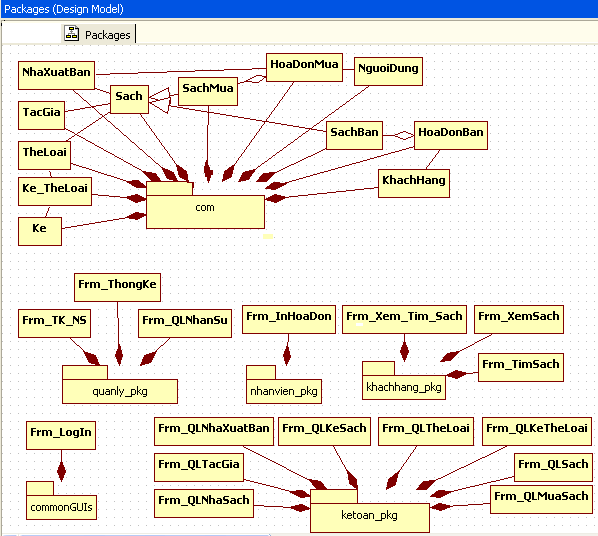 Packages (Design Model)
Packages
HoaDonMua
NguoiDung
NhaXuatBan
SachMua
Sach
TacGia
SachBan
HoaDonBan
TheLoai
KhachHang
Ke_TheLoai
com
Ke
Frm_ThongKe
Frm_TK_NS
Frm_QLNhanSu
Frm_InHoaDon
Frm_Xem_Tim_Sach
Frm_XemSach
Frm_TimSach
quanly_pkg
nhanvien_pkg
khachhang_pkg
Frm_LogIn
Frm_QLNhaXuatBan
Frm_QLKeSach
Frm_QLTheLoai
Frm_QLKeTheLoai
Frm_QLTacGia
Frm_QLSach
Frm_QLNhaSach
Frm_QLMuaSach
commonGUIs
ketoan_pkg